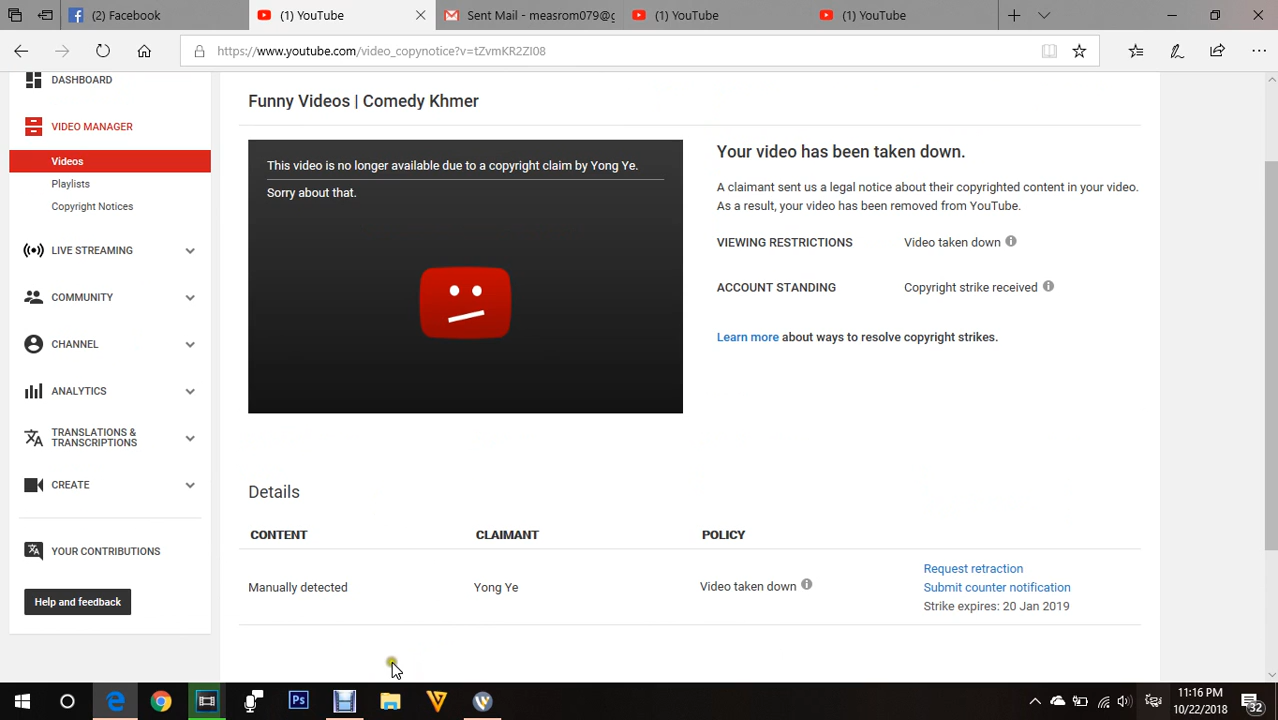 (2) Facebook
(1) YouTube
Sent Mail - measrom079@g
(1) YouTube
(1) YouTube
https://www.youtube.com/video_copynotice?v=tZvmKR2ZI08
DASHBOARD
VIDEO MANAGER
Videos
Playlists
Copyright Notices
LIVE STREAMING
COMMUNITY
CHANNEL
ANALYTICS
TRANSLATIONS &
TRANSCRIPTIONS
CREATE
YOUR CONTRIBUTIONS
Help and feedback
Funny Videos | Comedy Khmer
This video is no longer available due to a copyright claim by Yong Ye.
Sorry about that.
Your video has been taken down.
A claimant sent us a legal notice about their copyrighted content in your video.
As a result, your video has been removed from YouTube.
VIEWING RESTRICTIONS Video taken down
ACCOUNT STANDING Copyright strike received
Learn more about ways to resolve copyright strikes.
Details
CONTENT CLAIMANT POLICY
Manually detected Yong Ye Video taken down
Request retraction
Submit counter notification
Strike expires: 20 Jan 2019
Ps
11:16 PM
10/22/2018
32